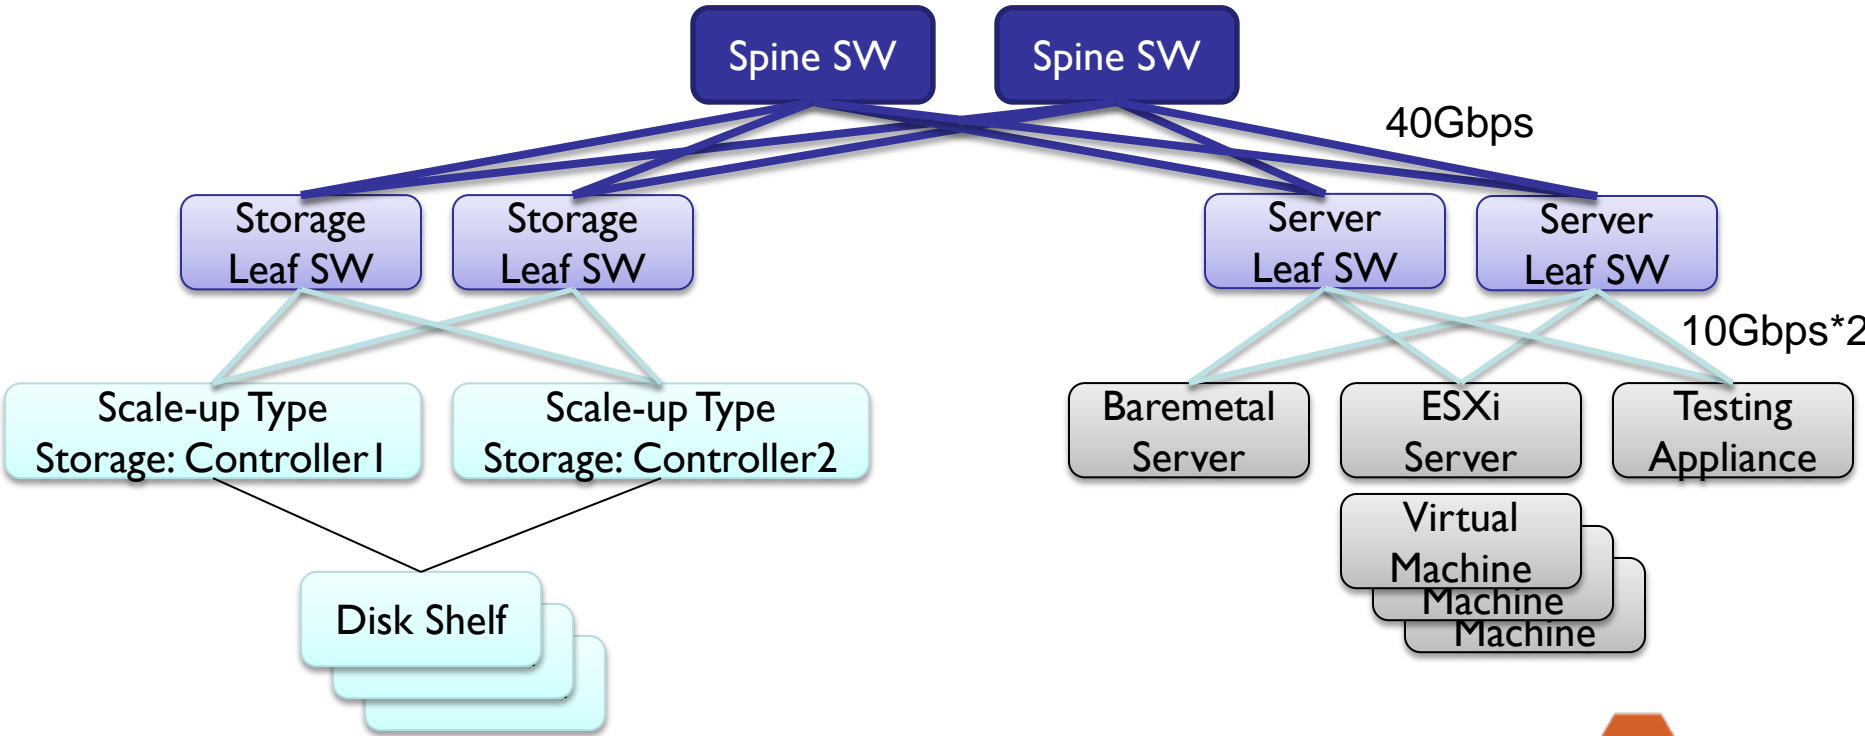 Spine SW
Spine SW
40Gbps
Storage
Leaf SW
Storage
Leaf SW
Server
Leaf SW
Server
Leaf SW
10Gbps*2
Scale-up Type
Storage: Controller1
Scale-up Type
Storage: Controller2
Baremetal
Server
ESXi
Server
Testing
Appliance
Virtual
Machine
Machine
Machine
Disk Shelf